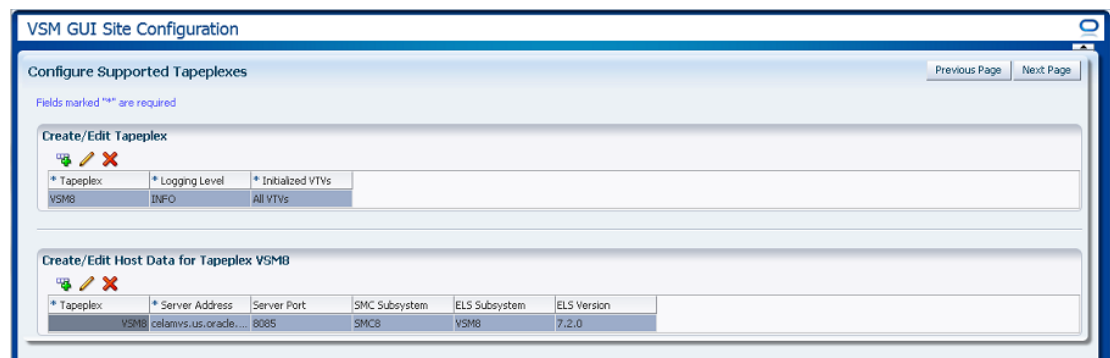 VSM GUI Site Configuration
Configure Supported Tapeplexes
Previous Page Next Page
Fields marked "*" are required
Create/Edit Tapeplex
* Tapeplex * Logging Level * Initialized VTVs
VSM8 INFO All VTVs
Create/Edit Host Data for Tapeplex VSM8
* Tapeplex * Server Address Server Port SMC Subsystem ELS Subsystem ELS Version
VSM8 celamvs.us.oracle.... 8085 SMC8 VSM8 7.2.0